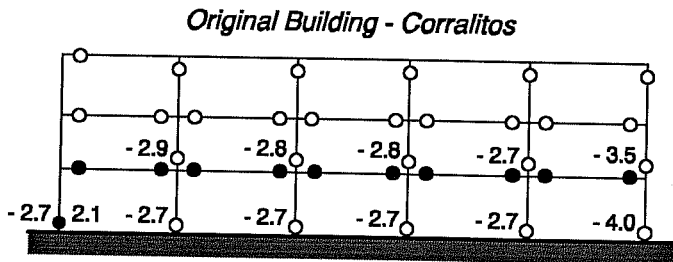 Original Building - Corralitos
- 2.9 - 2.8 - 2.8 - 2.7 - 3.5
- 2.7 2.1 - 2.7 - 2.7 - 2.7 - 2.7 - 4.0